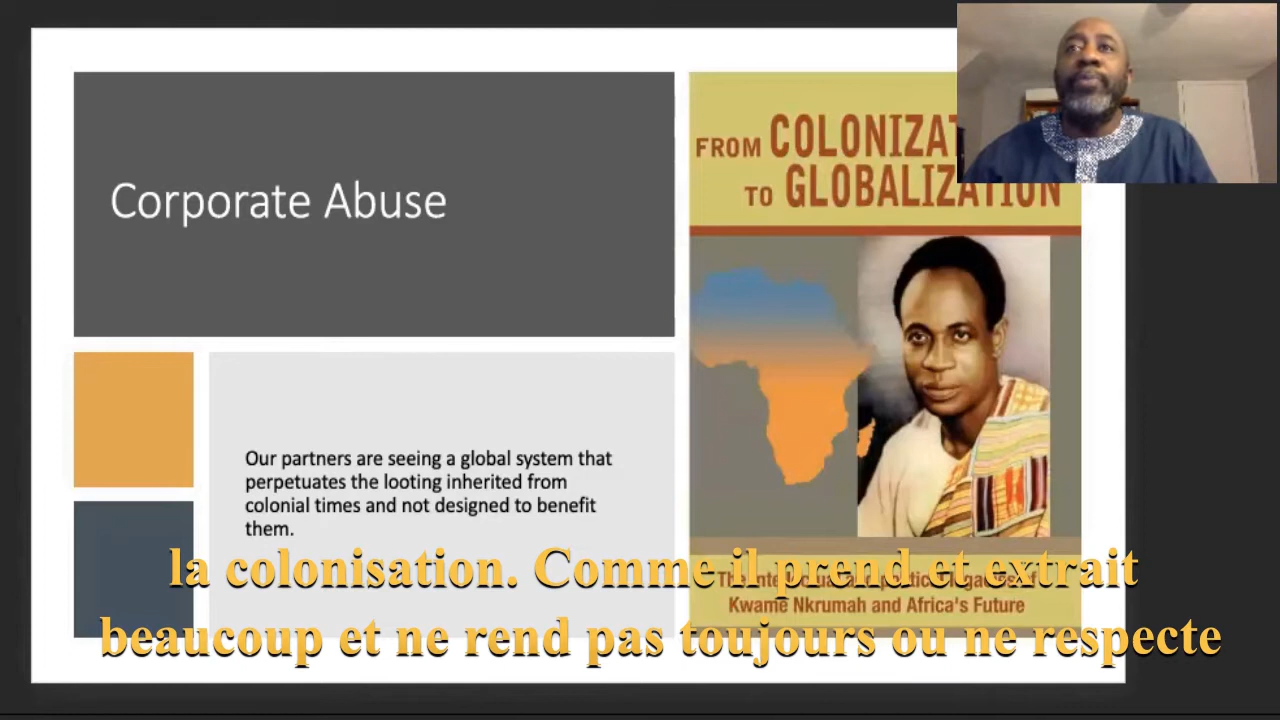 Corporate Abuse
Our partners are seeing a global system that
perpetuates the looting inherited from
colonial times and not designed to benefit
them.
FROM
TO GLOBALIZATION
Kwame Nkrumah and Africa's Future
la colonisation. Comme il prend et extrait
beaucoup et ne rend pas toujours ou ne respecte